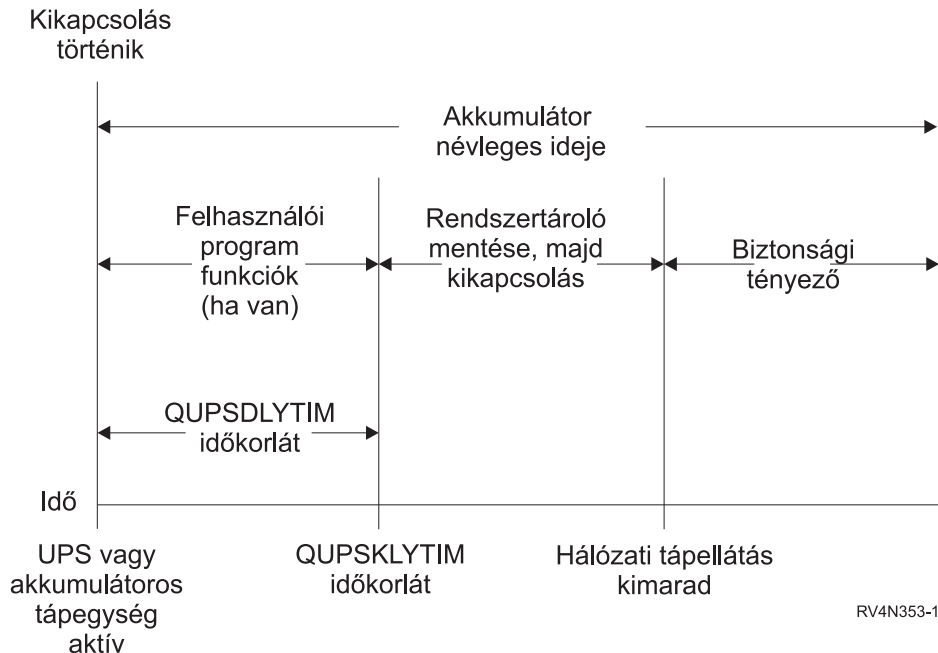 Kikapcsolás
történik
Akkumulátor
névleges ideje
Felhasználói
program
funkciók
(ha van)
Rendszertároló
mentése, majd
kikapcsolás
Biztonsági
tényező
QUPSDLYTIM
időkorlát
Idő
UPS vagy
akkumulátoros
tápegység
aktív
QUPSKLYTIM
időkorlát
Hálózati tápellátás
kimarad
RV4N353-1